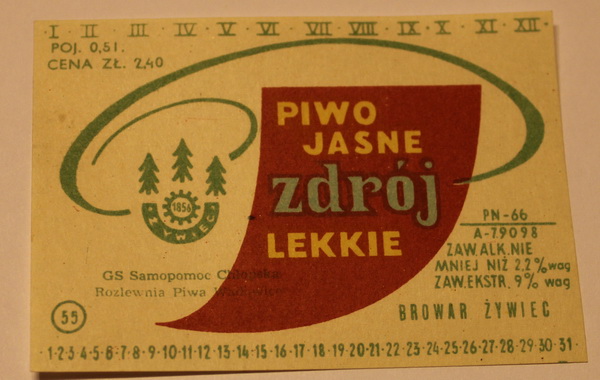 I II III IV V VI VII VIII IX X XI XII
POJ. 0,5 l.
CENA ZŁ. 2,40
PIWO
JASNE
zdrój
LEKKIE
1856
ŻYWIEC
PN-66
A-79098
ZAW. ALK. NIE
MNIEJ NIŻ 2,2% wag
ZAW. EKSTR. 9% wag
GS Samopomoc Chłopska
Rozlewnia Piwa
BROWAR ŻYWIEC
55
1·2·3·4·5·6·7·8·9·10·11·12·13·14·15·16·17·18·19·20·21·22·23·24·25·26·27·28·29·30·31